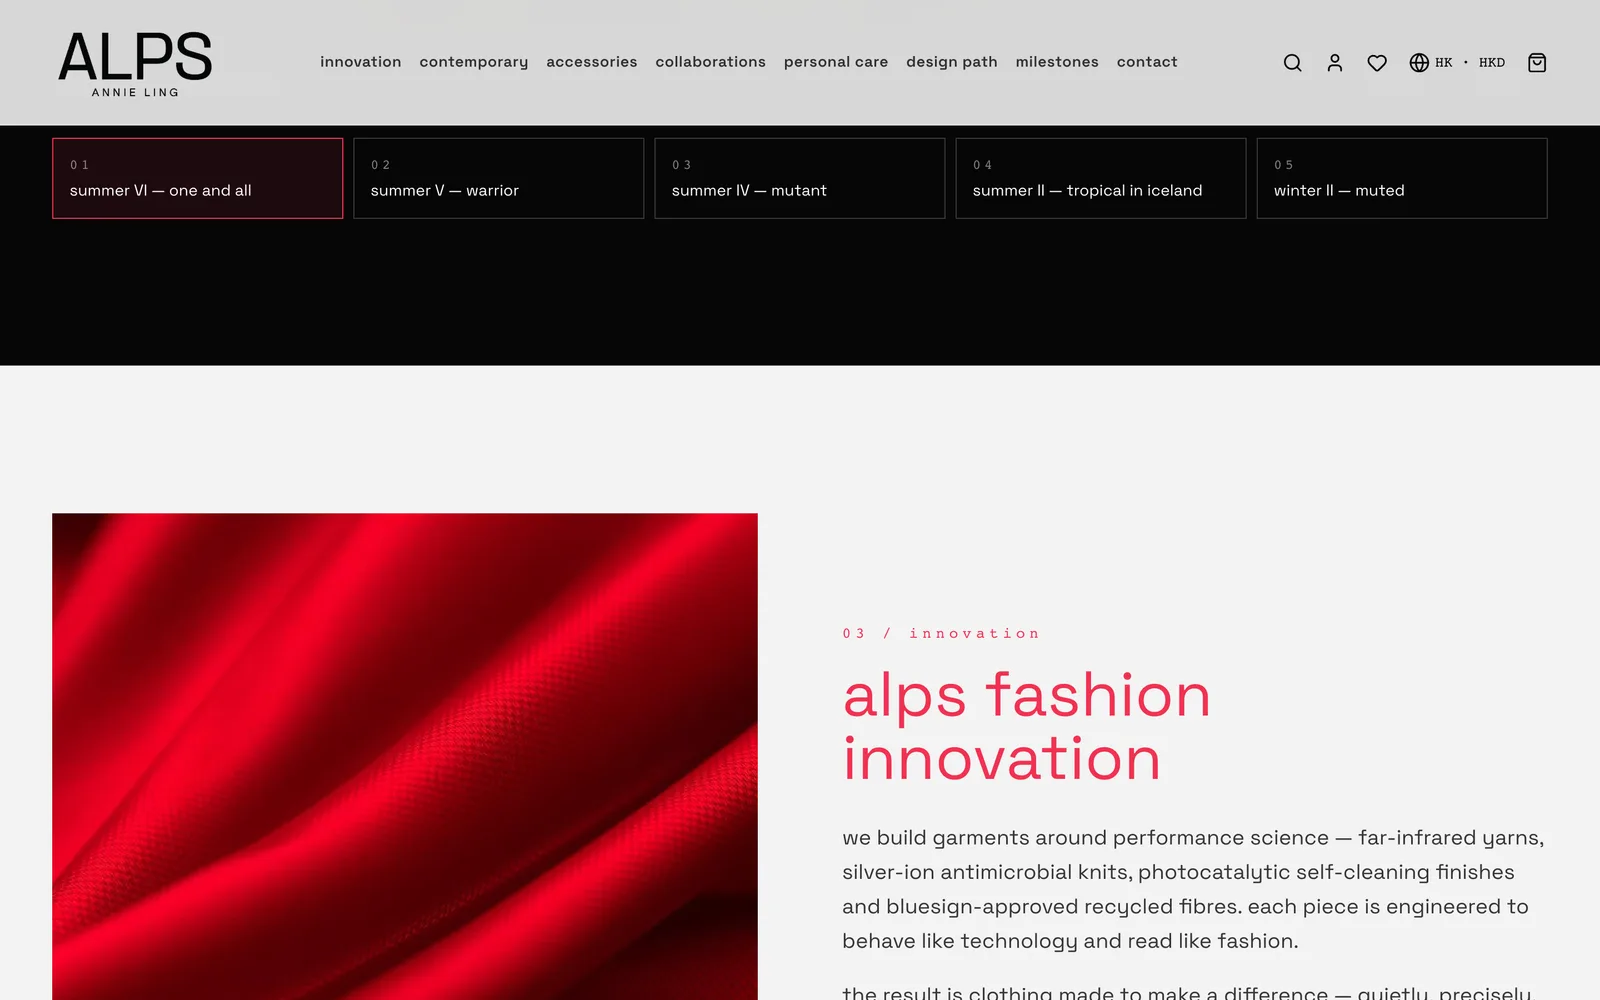 ALPS
ANNIE LING
innovation contemporary accessories collaborations personal care design path milestones contact
HK · HKD
01
summer VI — one and all
02
summer V — warrior
03
summer IV — mutant
04
summer II — tropical in iceland
05
winter II — muted
03 / innovation
alps fashion
innovation
we build garments around performance science — far-infrared yarns,
silver-ion antimicrobial knits, photocatalytic self-cleaning finishes
and bluesign-approved recycled fibres. each piece is engineered to
behave like technology and read like fashion.
the result is clothing made to make a difference — quietly, precisely,